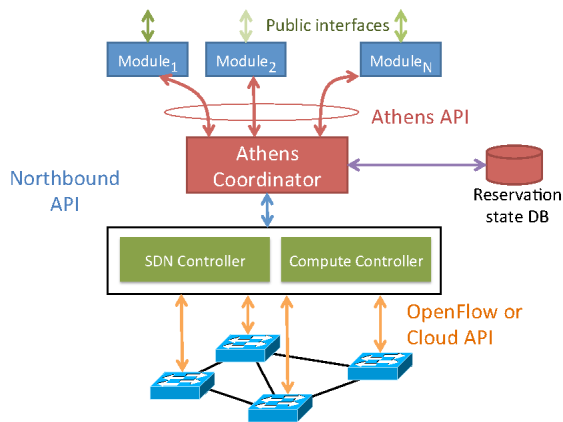 Public interfaces
Module1
Module2
ModuleN
Athens API
Athens
Coordinator
Northbound
API
Reservation
state DB
SDN Controller
Compute Controller
OpenFlow or
Cloud API